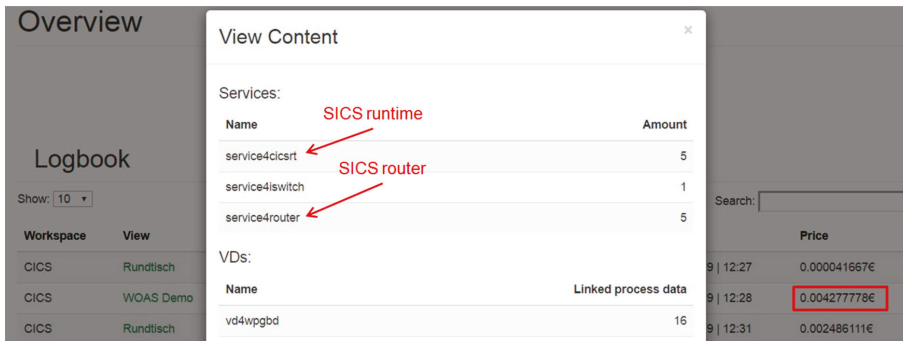 Overview
View Content
×
Services:
SICS runtime
Name Amount
service4cicsrt 5
SICS router
service4iswitch 1
service4router 5
VDs:
Name Linked process data
vd4wpgbd 16
Logbook
Show: 10
Search:
Workspace View Price
CICS Rundtisch 9 | 12:27 0.000041667€
CICS WOAS Demo 9 | 12:28 0.004277778€
CICS Rundtisch 9 | 12:31 0.002486111€